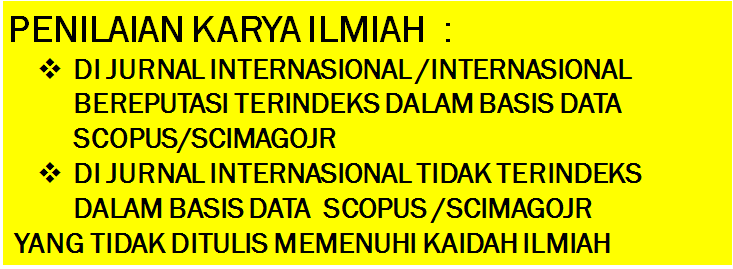 PENILAIAN KARYA ILMIAH :
❖ DI JURNAL INTERNASIONAL/INTERNASIONAL
BEREPUTASI TERINDEKS DALAM BASIS DATA
SCOPUS/SCIMAGOJR
❖ DI JURNAL INTERNASIONAL TIDAK TERINDEKS
DALAM BASIS DATA SCOPUS/SCIMAGOJR
YANG TIDAK DITULIS MEMENUHI KAIDAH ILMIAH